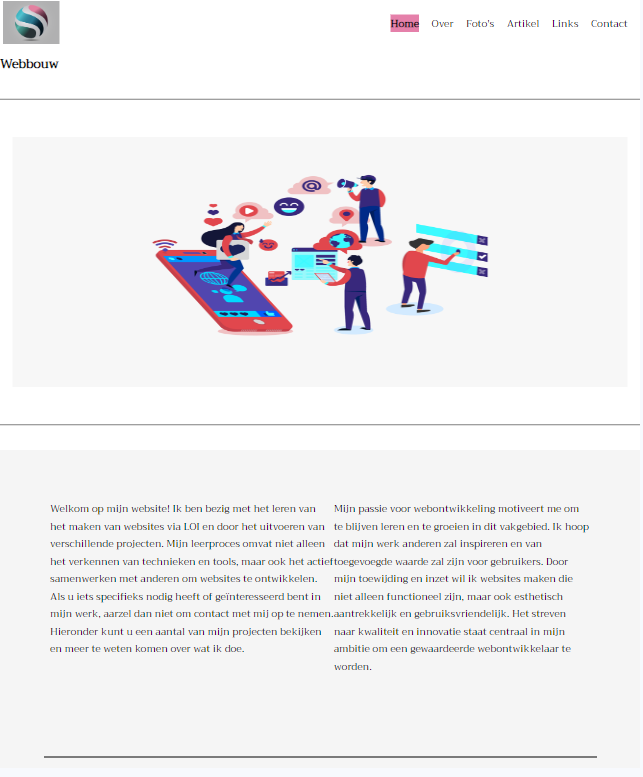 Home Over Foto's Artikel Links Contact
Webbouw
Welkom op mijn website! Ik ben bezig met het leren van
het maken van websites via LOI en door het uitvoeren van
verschillende projecten. Mijn leerproces omvat niet alleen
het verkennen van technieken en tools, maar ook het actief
samenwerken met anderen om websites te ontwikkelen.
Als u iets specifieks nodig heeft of geïnteresseerd bent in
mijn werk, aarzel dan niet om contact met mij op te nemen.
Hieronder kunt u een aantal van mijn projecten bekijken
en meer te weten komen over wat ik doe.
Mijn passie voor webontwikkeling motiveert me om
te blijven leren en te groeien in dit vakgebied. Ik hoop
dat mijn werk anderen zal inspireren en van
toegevoegde waarde zal zijn voor gebruikers. Door
mijn toewijding en inzet wil ik websites maken die
niet alleen functioneel zijn, maar ook esthetisch
aantrekkelijk en gebruiksvriendelijk. Het streven
naar kwaliteit en innovatie staat centraal in mijn
ambitie om een gewaardeerde webontwikkelaar te
worden.